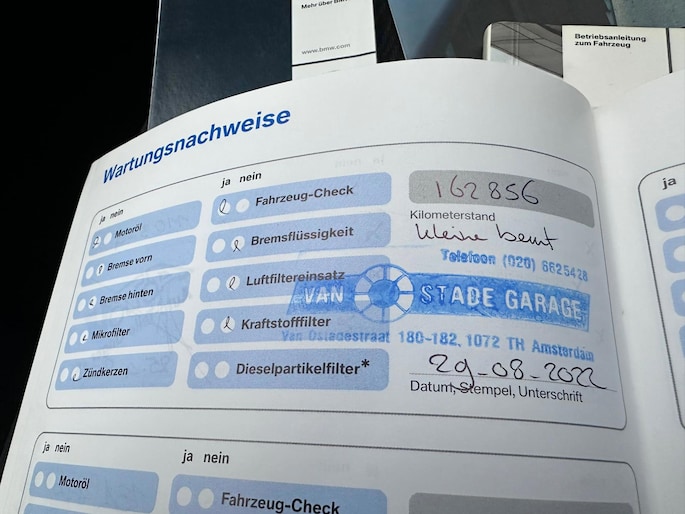 Mehr über BMW
www.bmw.com
Betriebsanleitung
zum Fahrzeug
Wartungsnachweise
ja nein
Motoröl
Bremse vorn
Bremse hinten
Mikrofilter
Zündkerzen
ja nein
Fahrzeug-Check
Bremsflüssigkeit
Luftfiltereinsatz
Kraftstofffilter
Dieselpartikelfilter*
162856
Kilometerstand
kleine beurt
Telefoon (020) 6625428
VAN STADE GARAGE
Van Ostadestraat 180-182, 1072 TH Amsterdam
29-08-2022
Datum, Stempel, Unterschrift
ja
ja nein
Motoröl
ja nein
Fahrzeug-Check